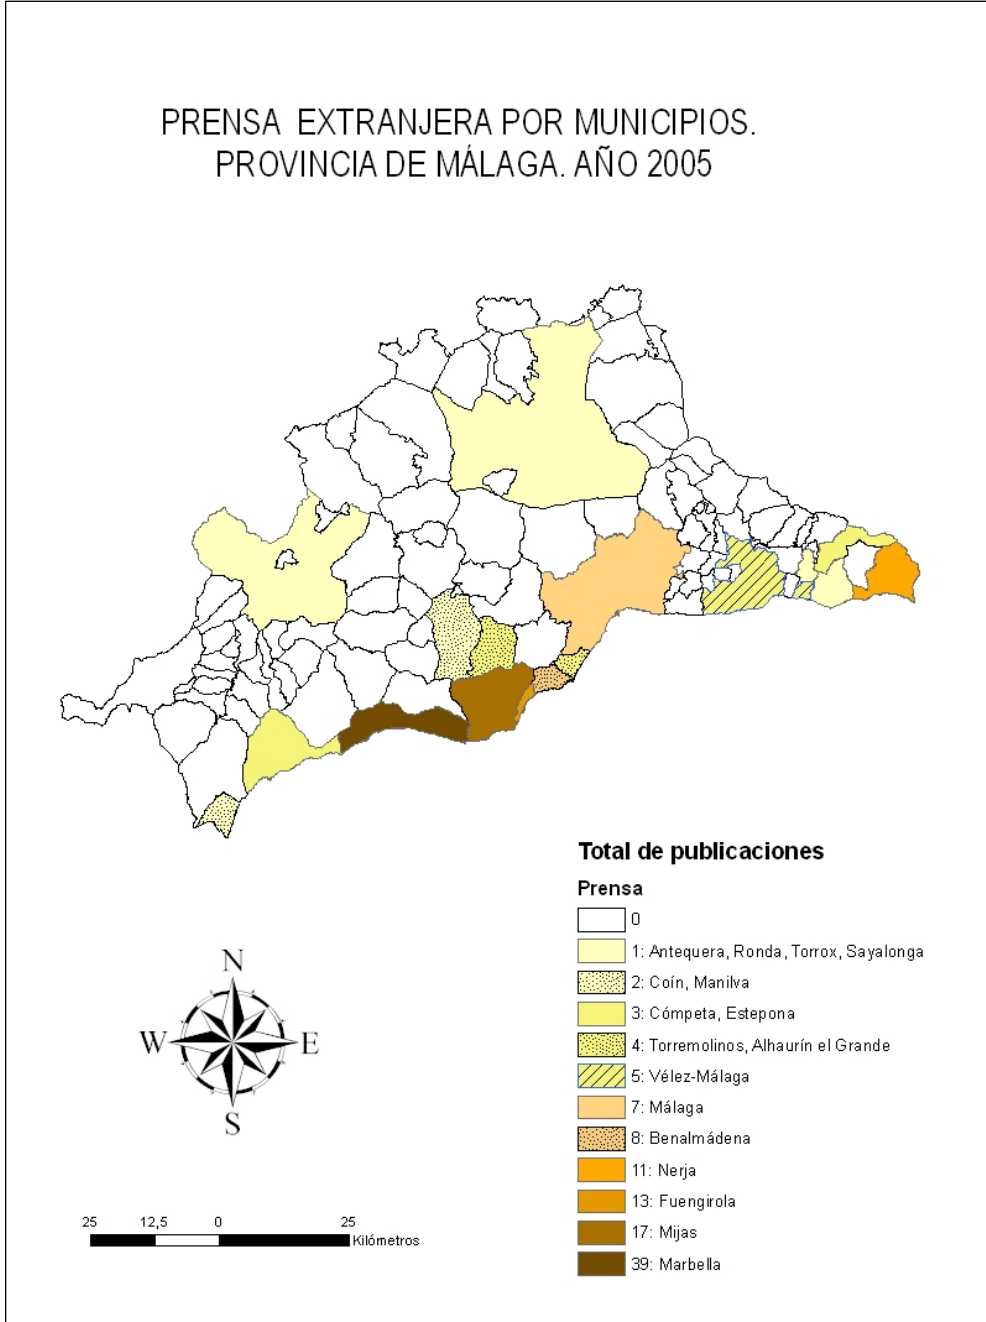 PRENSA EXTRANJERA POR MUNICIPIOS.
PROVINCIA DE MÁLAGA. AÑO 2005
Total de publicaciones
Prensa
0
1: Antequera, Ronda, Torrox, Sayalonga
2: Coín, Manilva
3: Cómpeta, Estepona
4: Torremolinos, Alhaurín el Grande
5: Vélez-Málaga
7: Málaga
8: Benalmádena
11: Nerja
13: Fuengirola
17: Mijas
39: Marbella
N
W E
S
25 12,5 0 25
Kilómetros